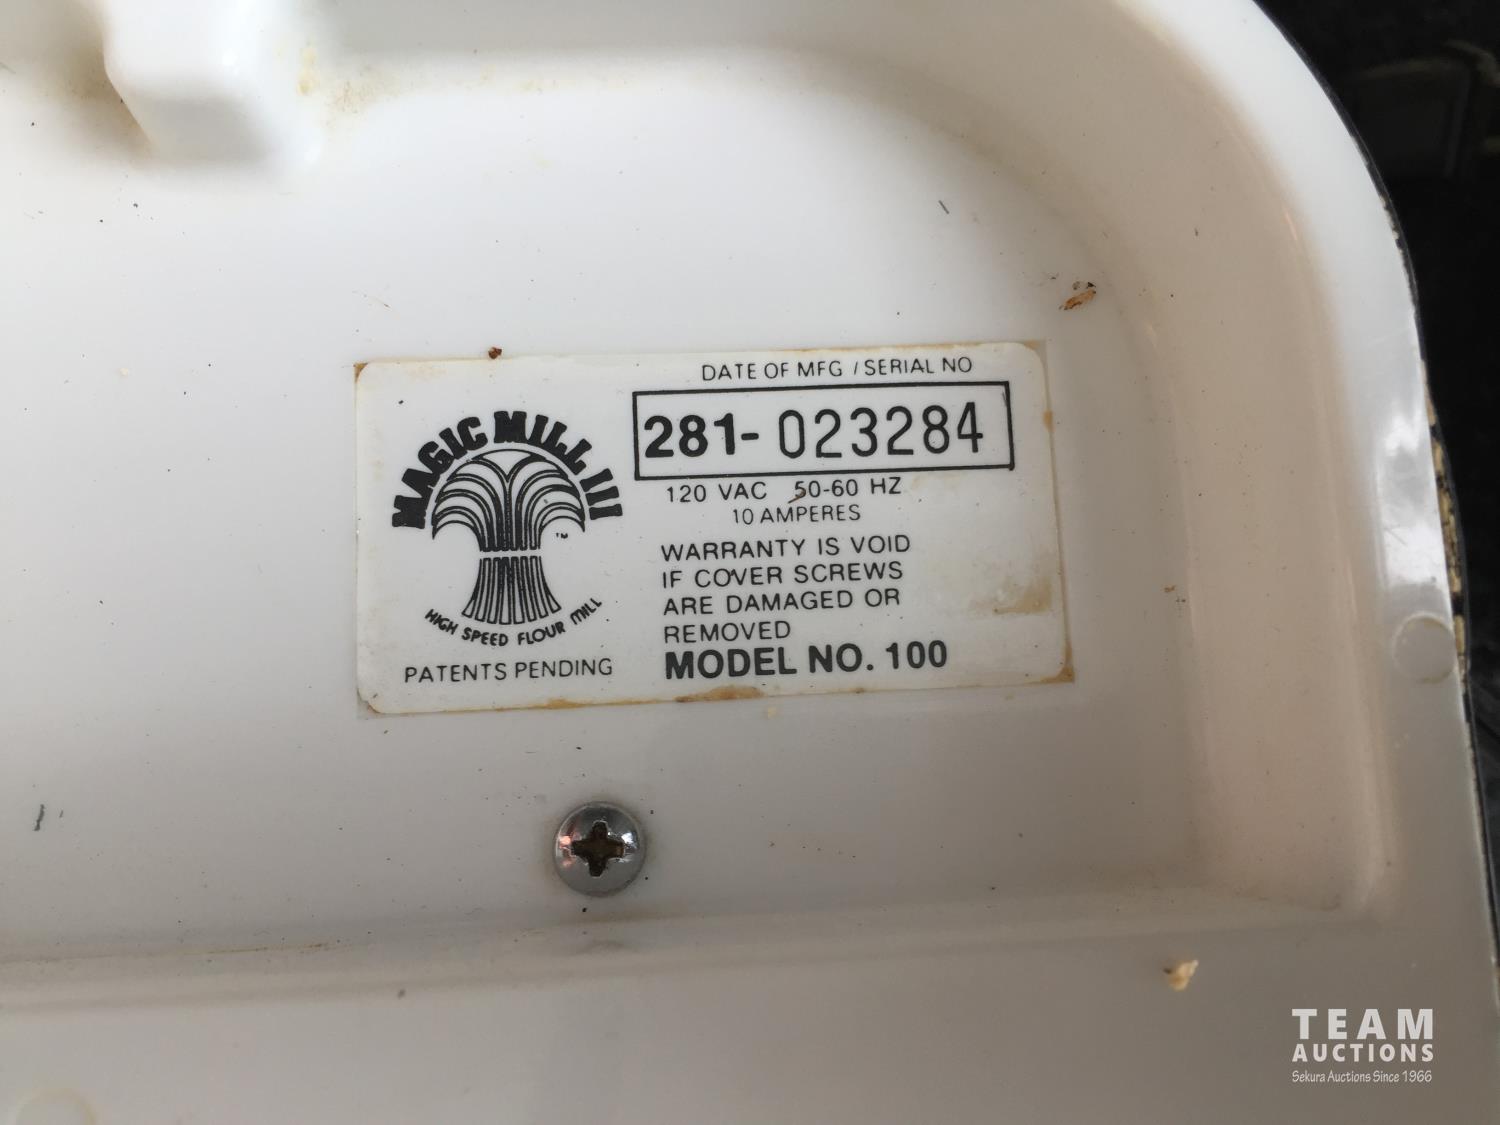 DATE OF MFG / SERIAL NO
281-023284
120 VAC 50-60 HZ
10 AMPERES
WARRANTY IS VOID
IF COVER SCREWS
ARE DAMAGED OR
REMOVED
MODEL NO. 100
MAGIC MILL III
TM
HIGH SPEED FLOUR MILL
PATENTS PENDING
TEAM
AUCTIONS
Sekura Auctions Since 1966